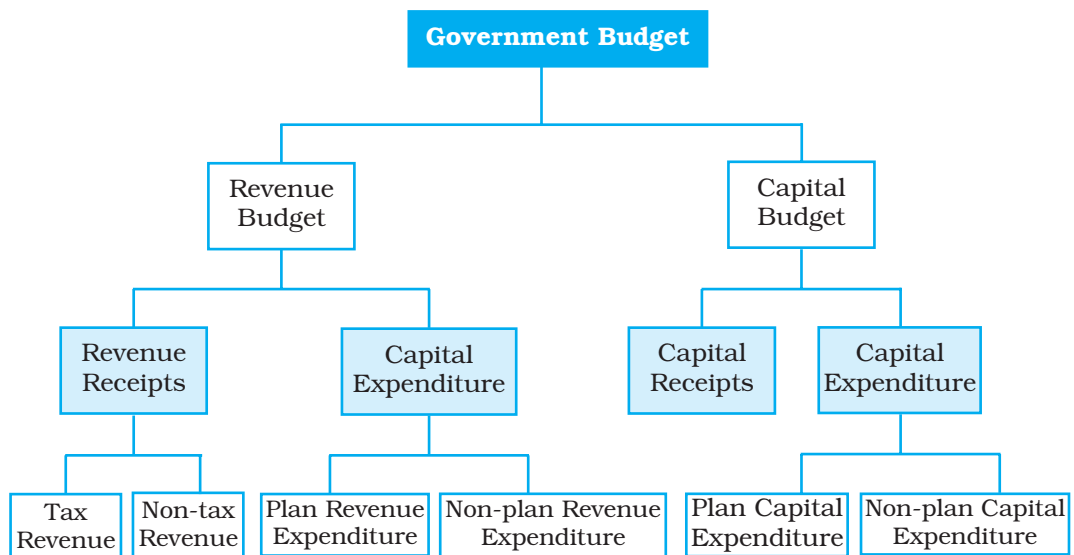 Government Budget
Revenue
Budget
Capital
Budget
Revenue
Receipts
Capital
Expenditure
Capital
Receipts
Capital
Expenditure
Tax
Revenue
Non-tax
Revenue
Plan Revenue
Expenditure
Non-plan Revenue
Expenditure
Plan Capital
Expenditure
Non-plan Capital
Expenditure